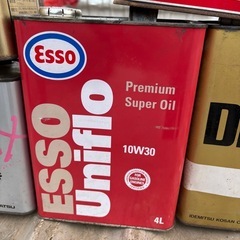 Esso
Premium
Super Oil
10W30
ESSO
Uniflo
4L
IDEMITSU KOSAN